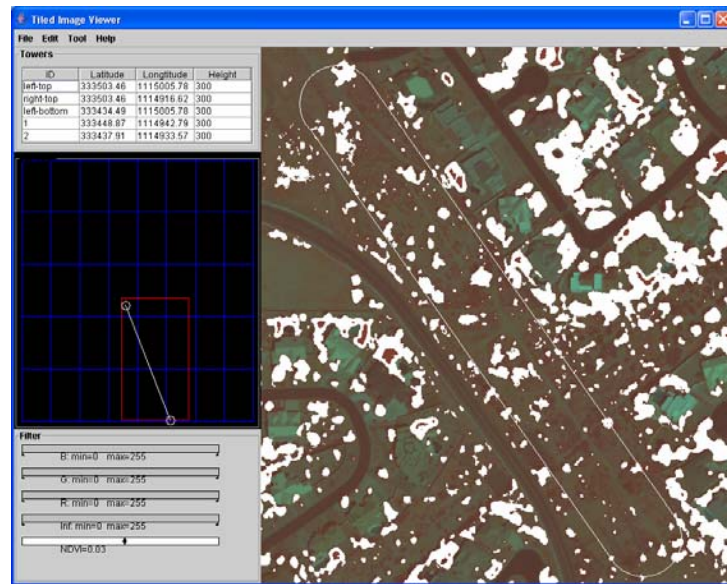 Tiled Image Viewer
File Edit Tool Help
Towers
ID Latitude Longtitude Height
left-top 333503.46 1115005.78 300
right-top 333503.46 1114916.62 300
left-bottom 333434.49 1115005.78 300
1 333448.87 1114942.79 300
2 333437.91 1114933.57 300
Filter
B: min=0 max=255
G: min=0 max=255
R: min=0 max=255
Inf: min=0 max=255
NDVI=0.03